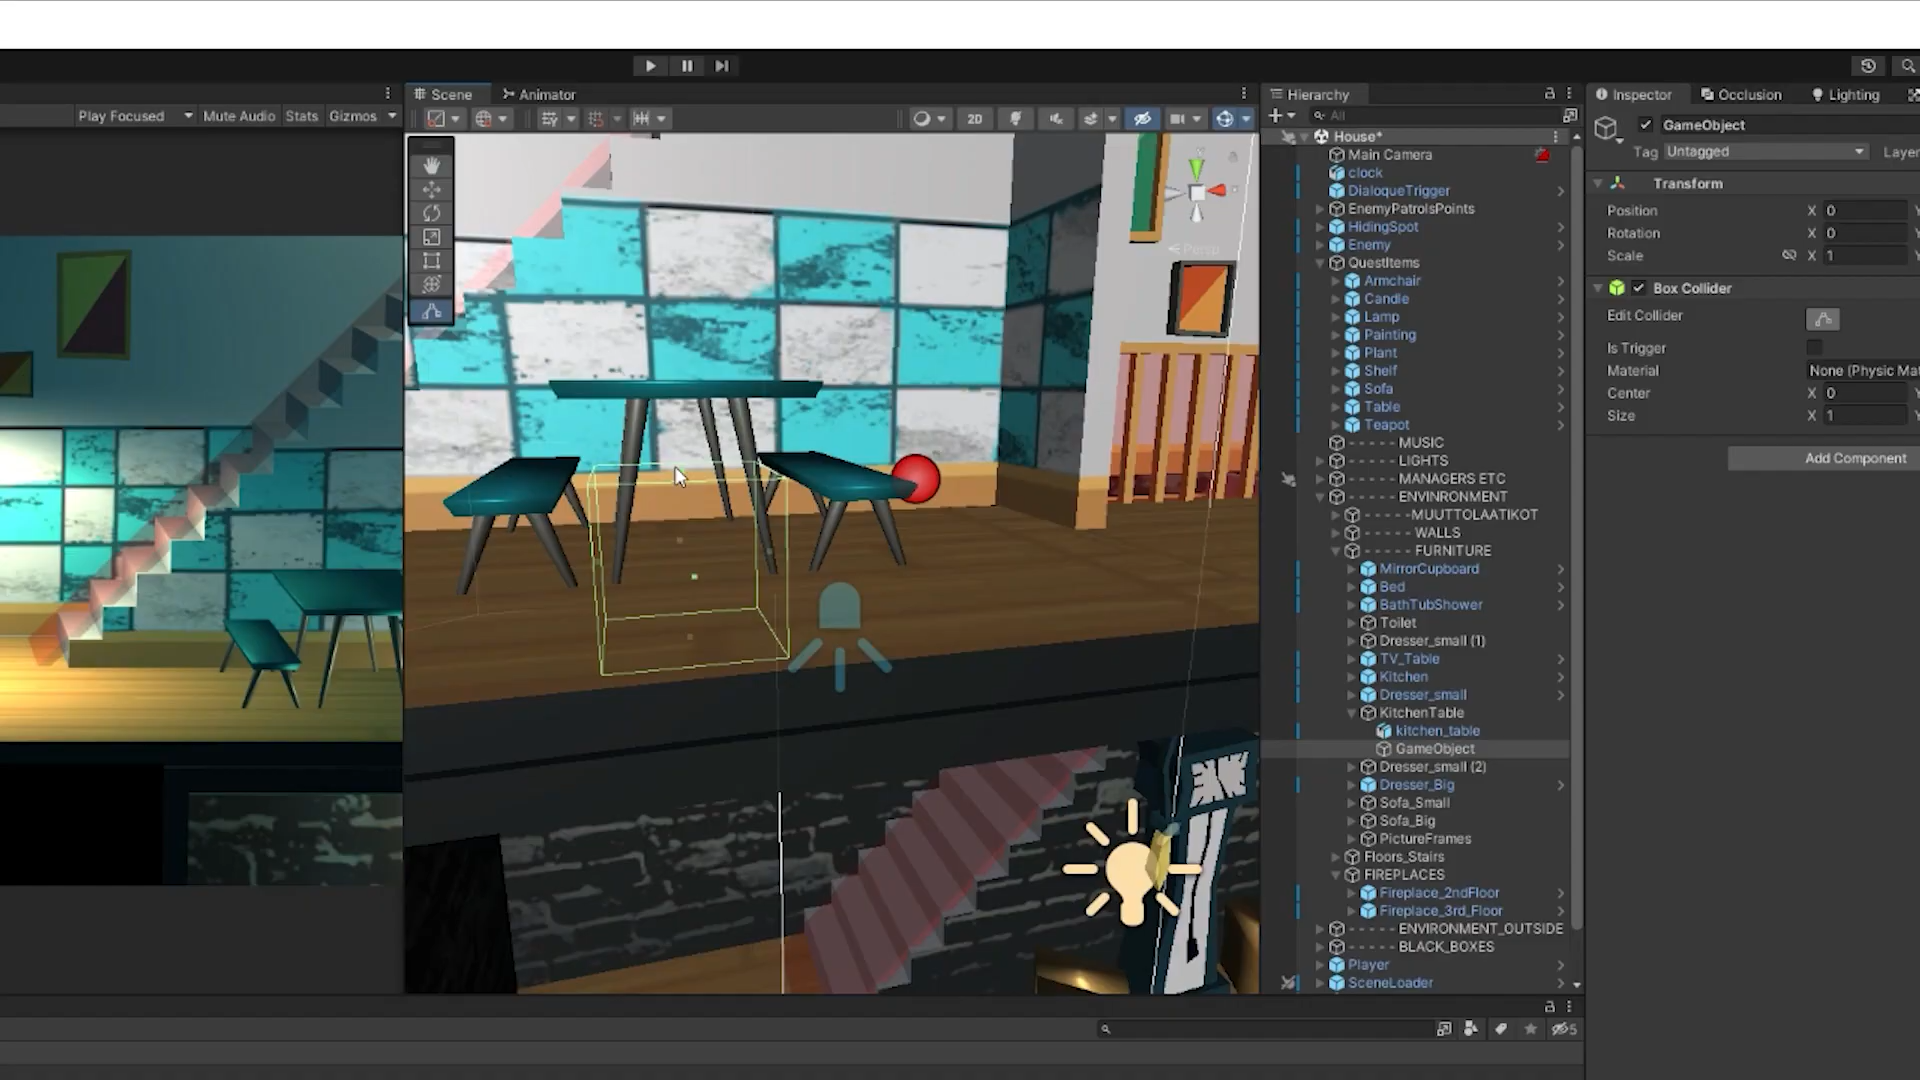 Play Focused
Mute Audio
Stats
Gizmos
Scene
Animator
2D
Persp
Hierarchy
All
House*
Main Camera
clock
DialoqueTrigger
EnemyPatrolsPoints
HidingSpot
Enemy
QuestItems
Armchair
Candle
Lamp
Painting
Plant
Shelf
Sofa
Table
Teapot
- - - - - - MUSIC
- - - - - - LIGHTS
- - - - - - MANAGERS ETC
- - - - - - ENVINRONMENT
- - - - - -MUUTTOLAATIKOT
- - - - - - WALLS
- - - - - - FURNITURE
MirrorCupboard
Bed
BathTubShower
Toilet
Dresser_small (1)
TV_Table
Kitchen
Dresser_small
KitchenTable
kitchen_table
GameObject
Dresser_small (2)
Dresser_Big
Sofa_Small
Sofa_Big
PictureFrames
Floors_Stairs
FIREPLACES
Fireplace_2ndFloor
Fireplace_3rd_Floor
- - - - - - ENVIRONMENT_OUTSIDE
- - - - - - BLACK_BOXES
Player
SceneLoader
5
Inspector
Occlusion
Lighting
GameObject
Tag Untagged Layer
Transform
Position X 0 Y
Rotation X 0 Y
Scale X 1 Y
Box Collider
Edit Collider
Is Trigger
Material None (Physic Mat
Center X 0 Y
Size X 1 Y
Add Component